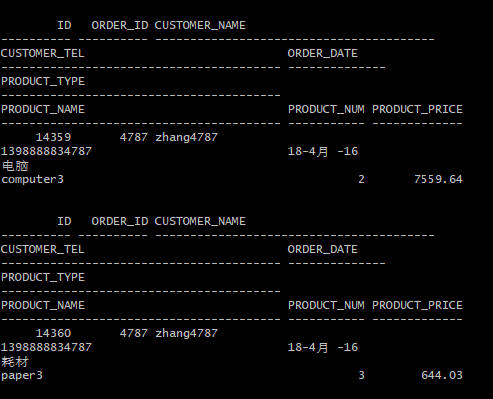 ID ORDER_ID CUSTOMER_NAME
---------- ---------- ----------------------------------------
CUSTOMER_TEL ORDER_DATE
---------------------------------------- --------------
PRODUCT_TYPE
----------------------------------------
PRODUCT_NAME PRODUCT_NUM PRODUCT_PRICE
---------------------------------------- ----------- -------------
14359 4787 zhang4787
1398888834787 18-4月 -16
电脑
computer3 2 7559.64
ID ORDER_ID CUSTOMER_NAME
---------- ---------- ----------------------------------------
CUSTOMER_TEL ORDER_DATE
---------------------------------------- --------------
PRODUCT_TYPE
----------------------------------------
PRODUCT_NAME PRODUCT_NUM PRODUCT_PRICE
---------------------------------------- ----------- -------------
14360 4787 zhang4787
1398888834787 18-4月 -16
耗材
paper3 3 644.03